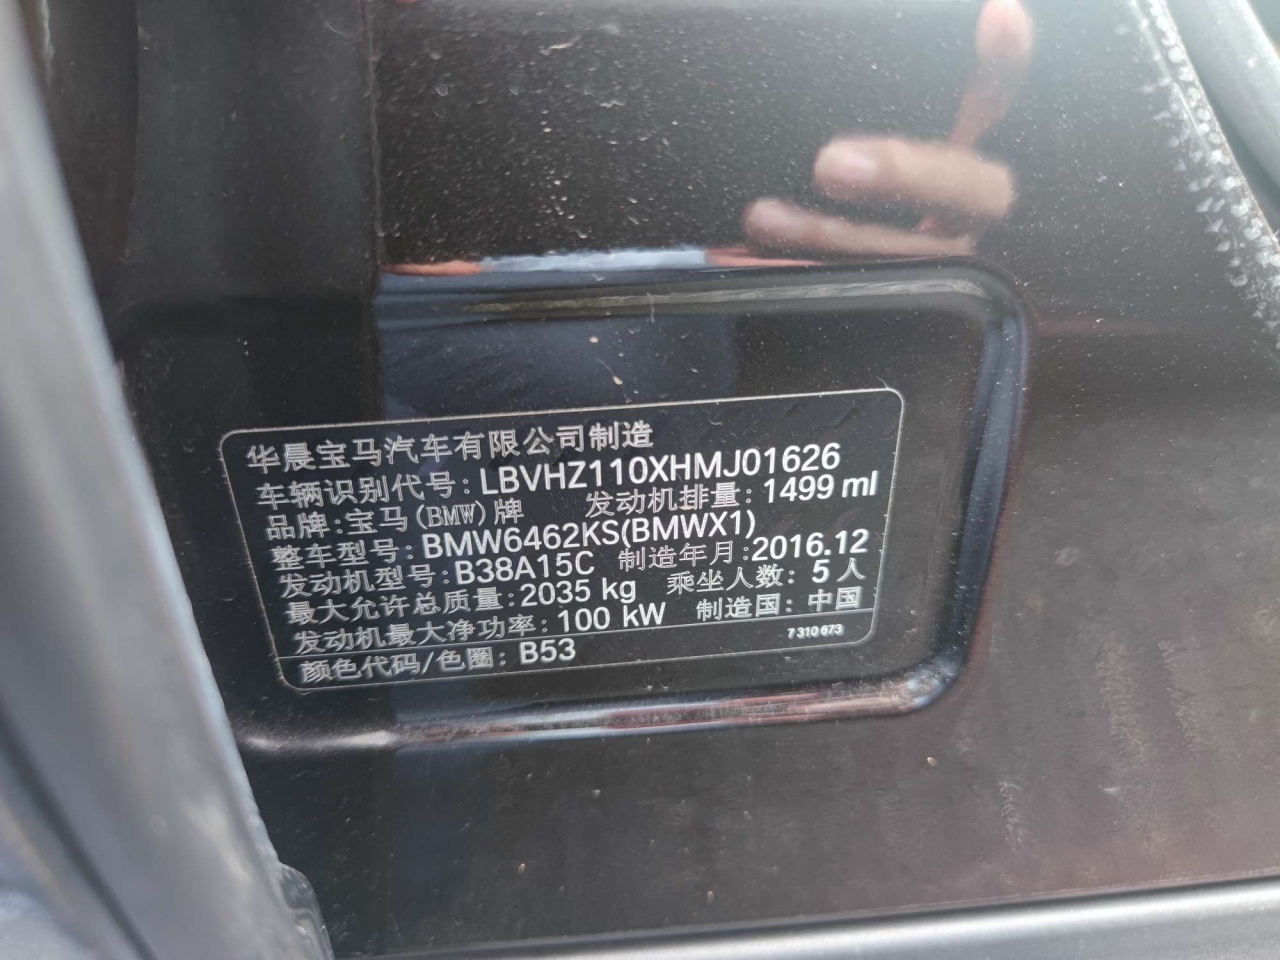 华晨宝马汽车有限公司制造
车辆识别代号:LBVHZ110XHMJ01626
品牌:宝马(BMW)牌 发动机排量:1499 ml
整车型号:BMW6462KS(BMWX1)
发动机型号:B38A15C 制造年月:2016.12
最大允许总质量:2035 kg 乘坐人数:5人
发动机最大净功率:100 kW 制造国:中国
颜色代码/色圈:B53 7310673